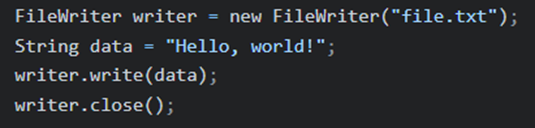 FileWriter writer = new FileWriter("file.txt");
String data = "Hello, world!";
writer.write(data);
writer.close();